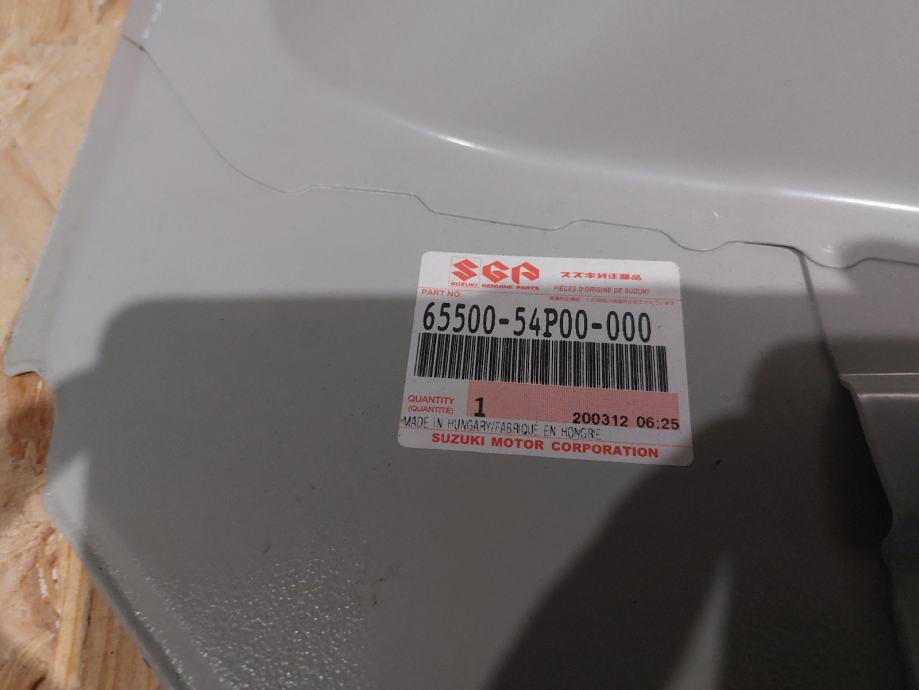 SGP
スズキ純正部品
SUZUKI GENUINE PARTS
PIÈCES D'ORIGINE DE SUZUKI
PART NO.
65500-54P00-000
QUANTITY
(QUANTITÉ)
1
200312 06:25
MADE IN HUNGARY/FABRIQUÉ EN HONGRIE
SUZUKI MOTOR CORPORATION